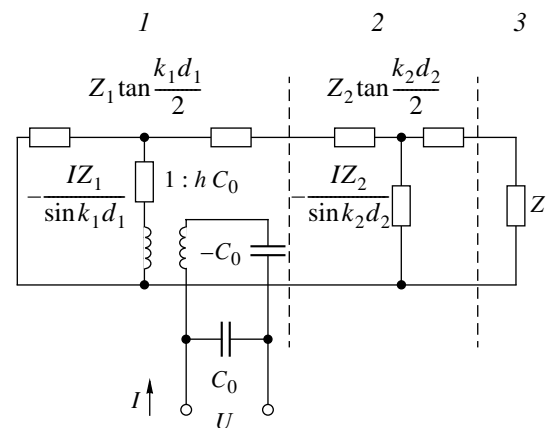 1 2 3
Z₁ tan k₁d₁/2 Z₂ tan k₂d₂/2
−IZ₁/sin k₁d₁ 1 : h C₀ −IZ₂/sin k₂d₂ Z
−C₀
C₀
I U